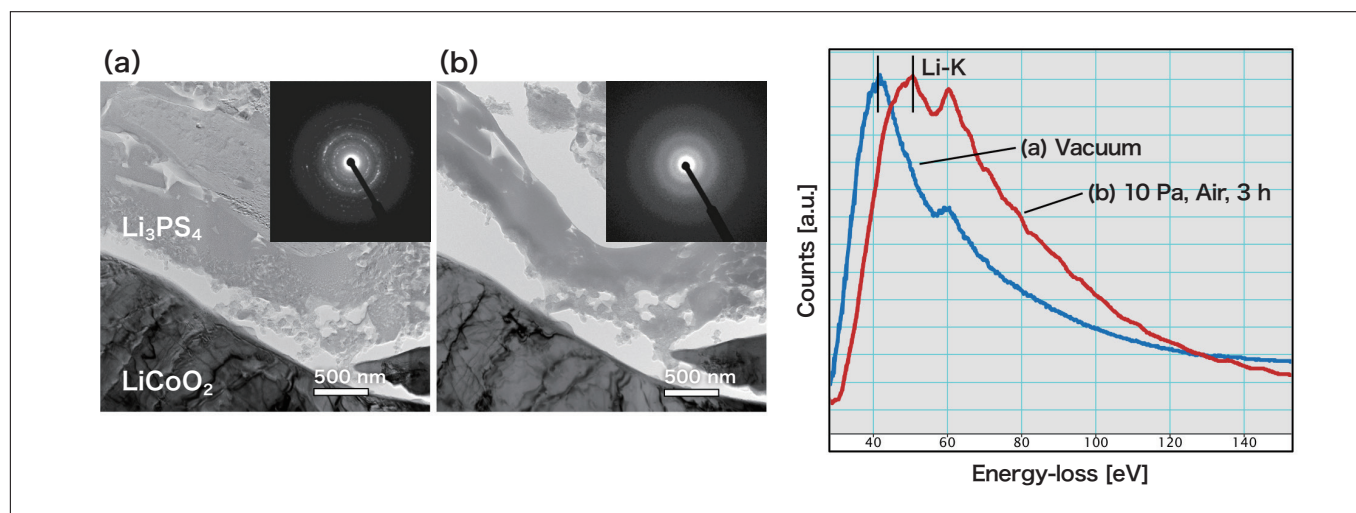 (a)
(b)
Li₃PS₄
LiCoO₂
500 nm
500 nm
Li-K
(a) Vacuum
(b) 10 Pa, Air, 3 h
Counts [a.u.]
40 60 80 100 120 140
Energy-loss [eV]